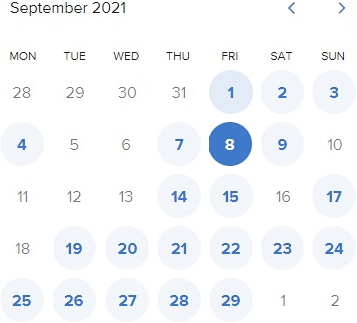 September 2021
MON TUE WED THU FRI SAT SUN
28 29 30 31 1 2 3
4 5 6 7 8 9 10
11 12 13 14 15 16 17
18 19 20 21 22 23 24
25 26 27 28 29 1 2